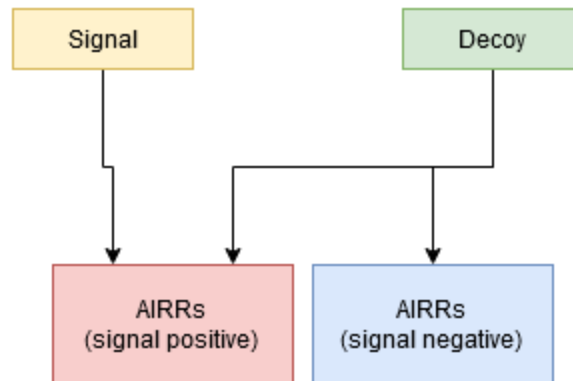 Signal
Decoy
AIRRs
(signal positive)
AIRRs
(signal negative)